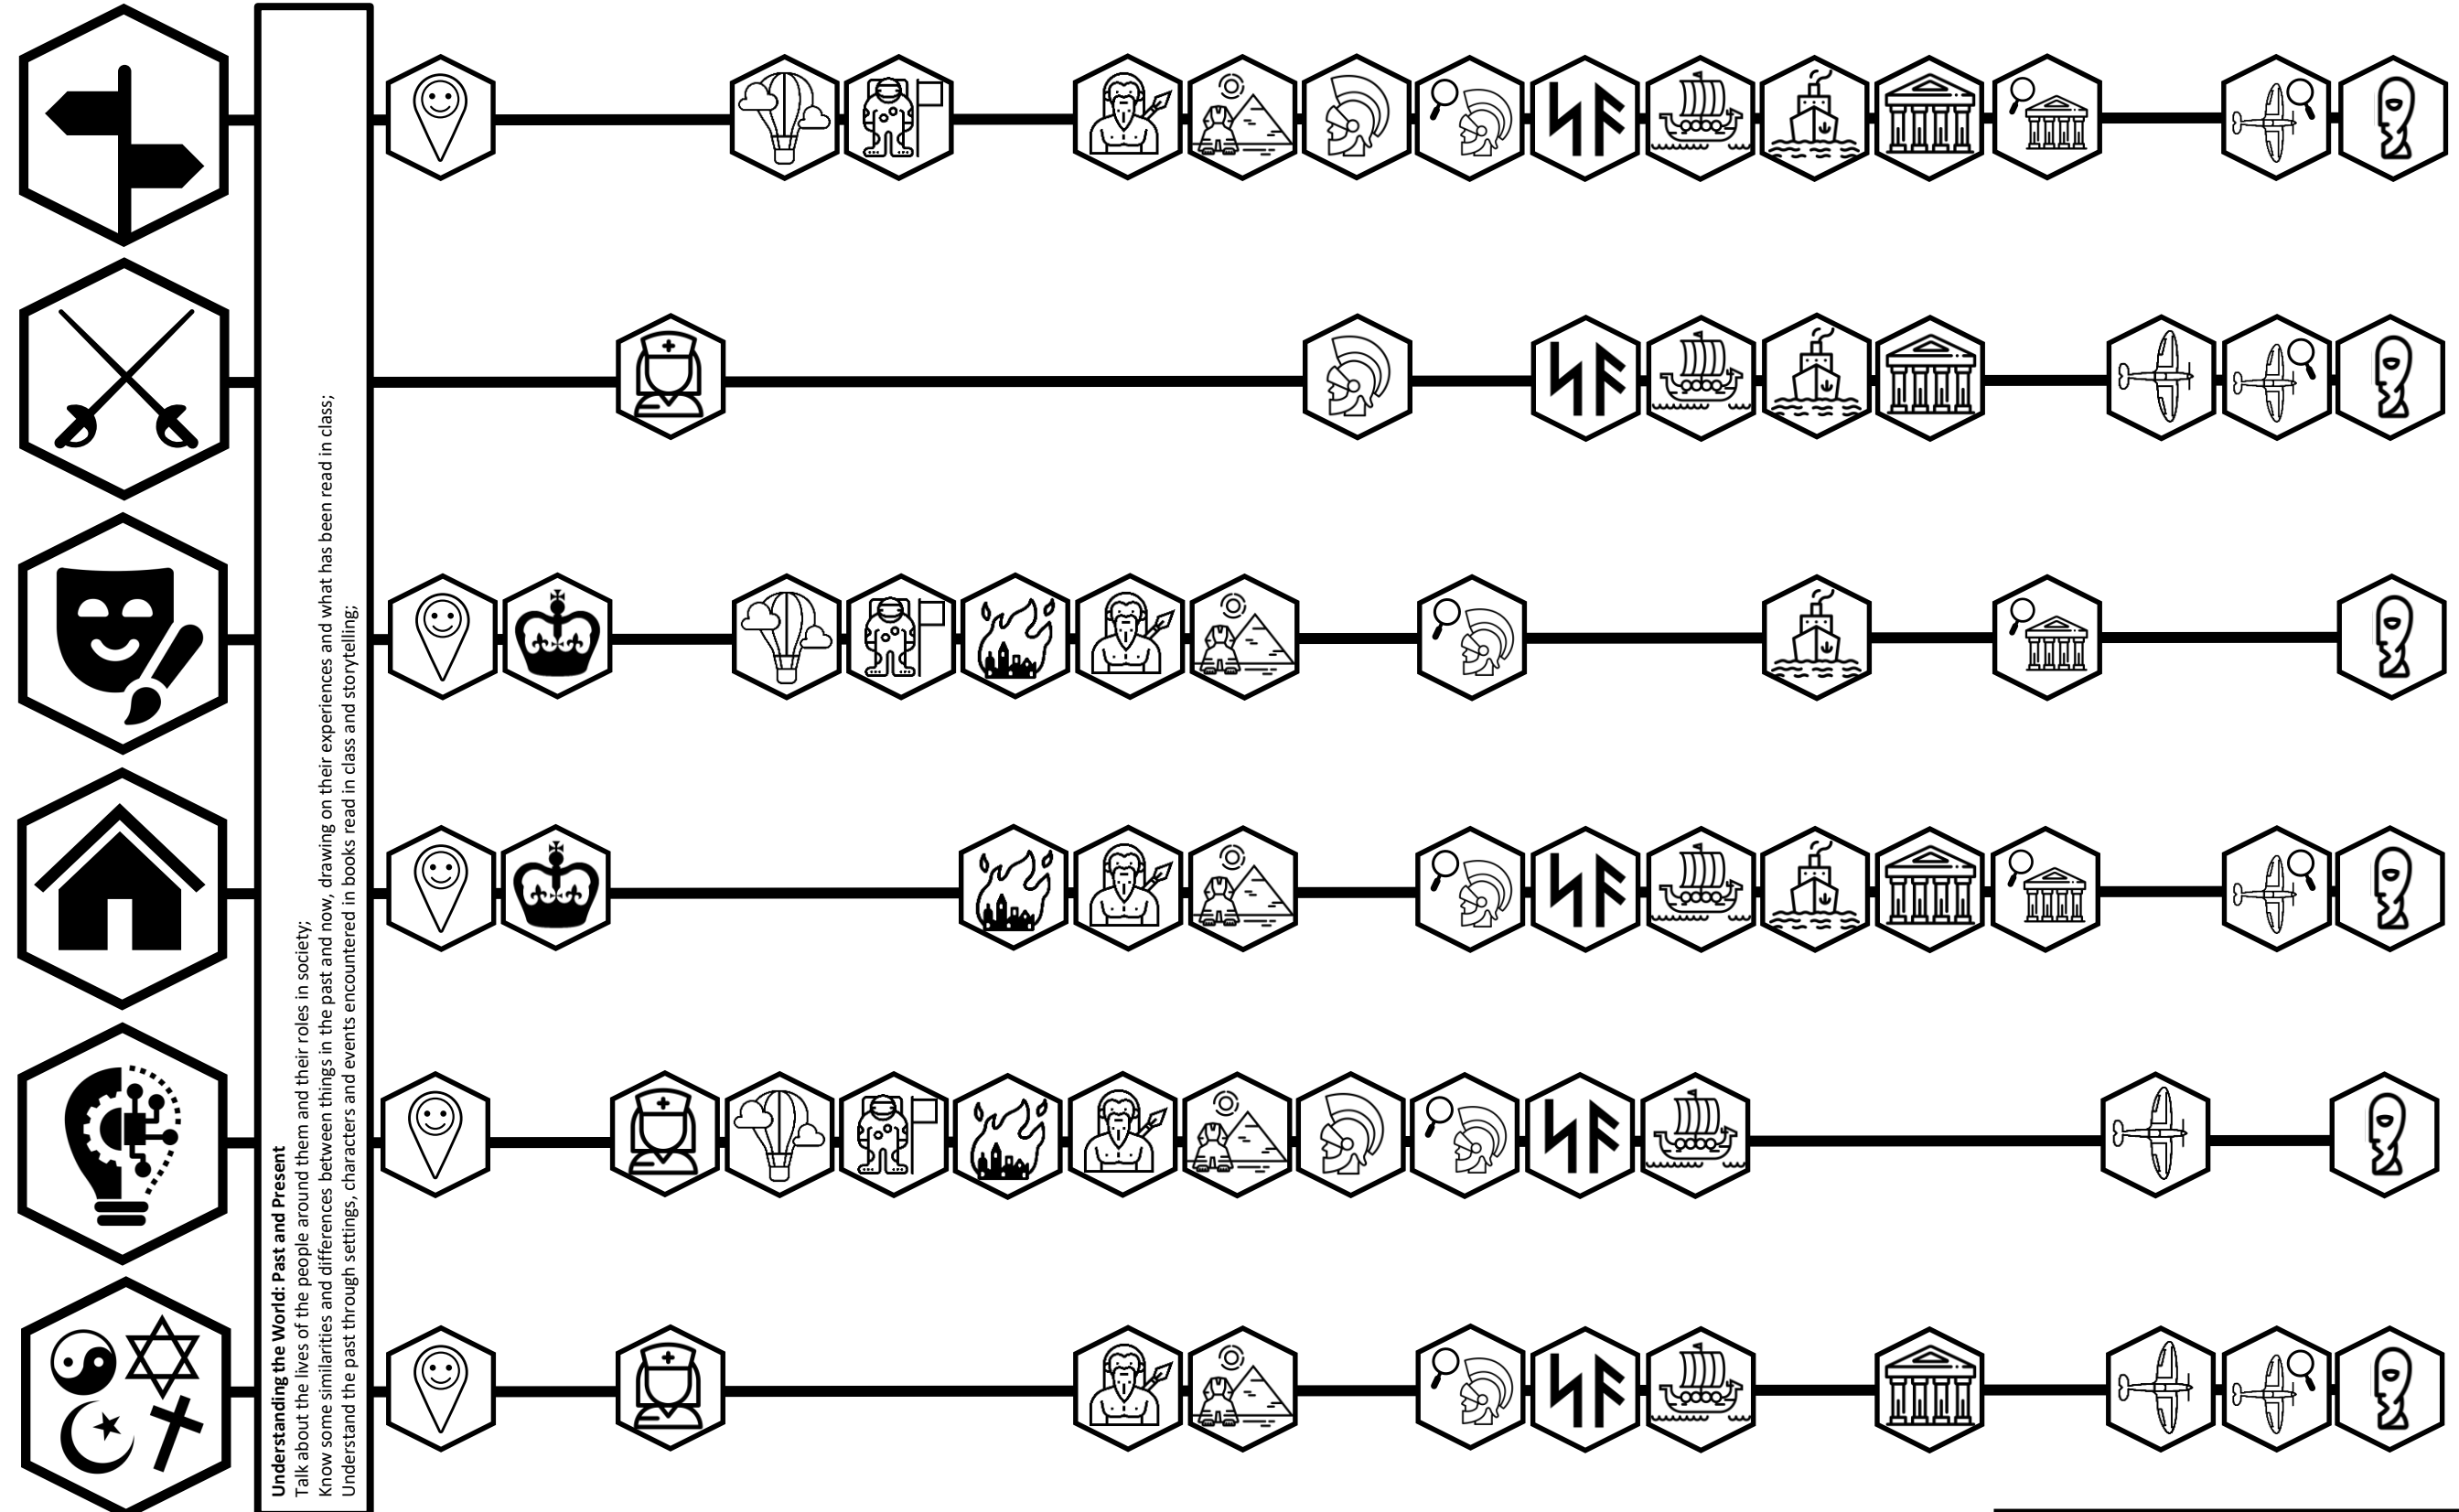 Understanding the World: Past and Present
Talk about the lives of the people around them and their roles in society;
Know some similarities and differences between things in the past and now, drawing on their experiences and what has been read in class;
Understand the past through settings, characters and events encountered in books read in class and storytelling;